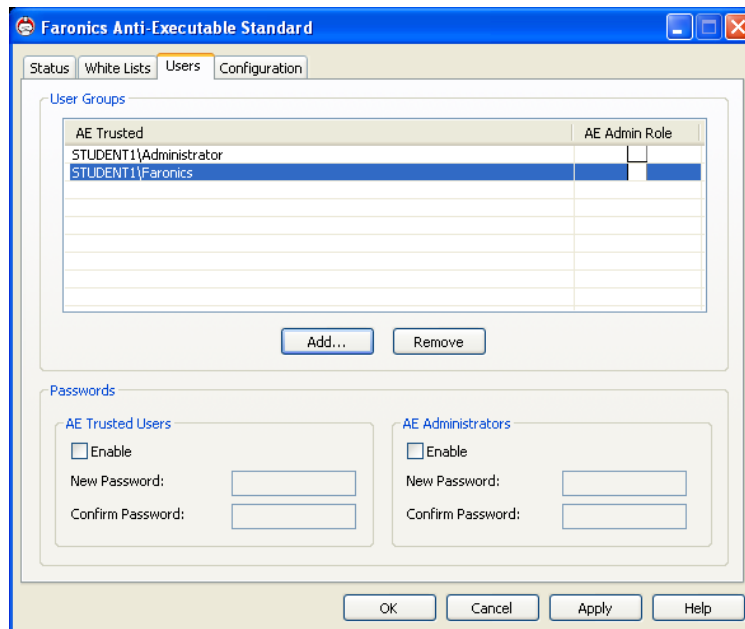 Faronics Anti-Executable Standard
Status White Lists Users Configuration
User Groups
AE Trusted AE Admin Role
STUDENT1\Administrator
STUDENT1\Faronics
Add... Remove
Passwords
AE Trusted Users
Enable
New Password:
Confirm Password:
AE Administrators
Enable
New Password:
Confirm Password:
OK Cancel Apply Help